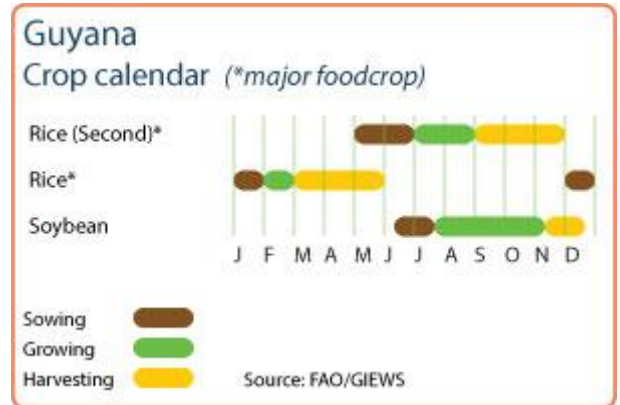 Guyana
Crop calendar (*major foodcrop)
Rice (Second)*
Rice*
Soybean
J F M A M J J A S O N D
Sowing
Growing
Harvesting
Source: FAO/GIEWS